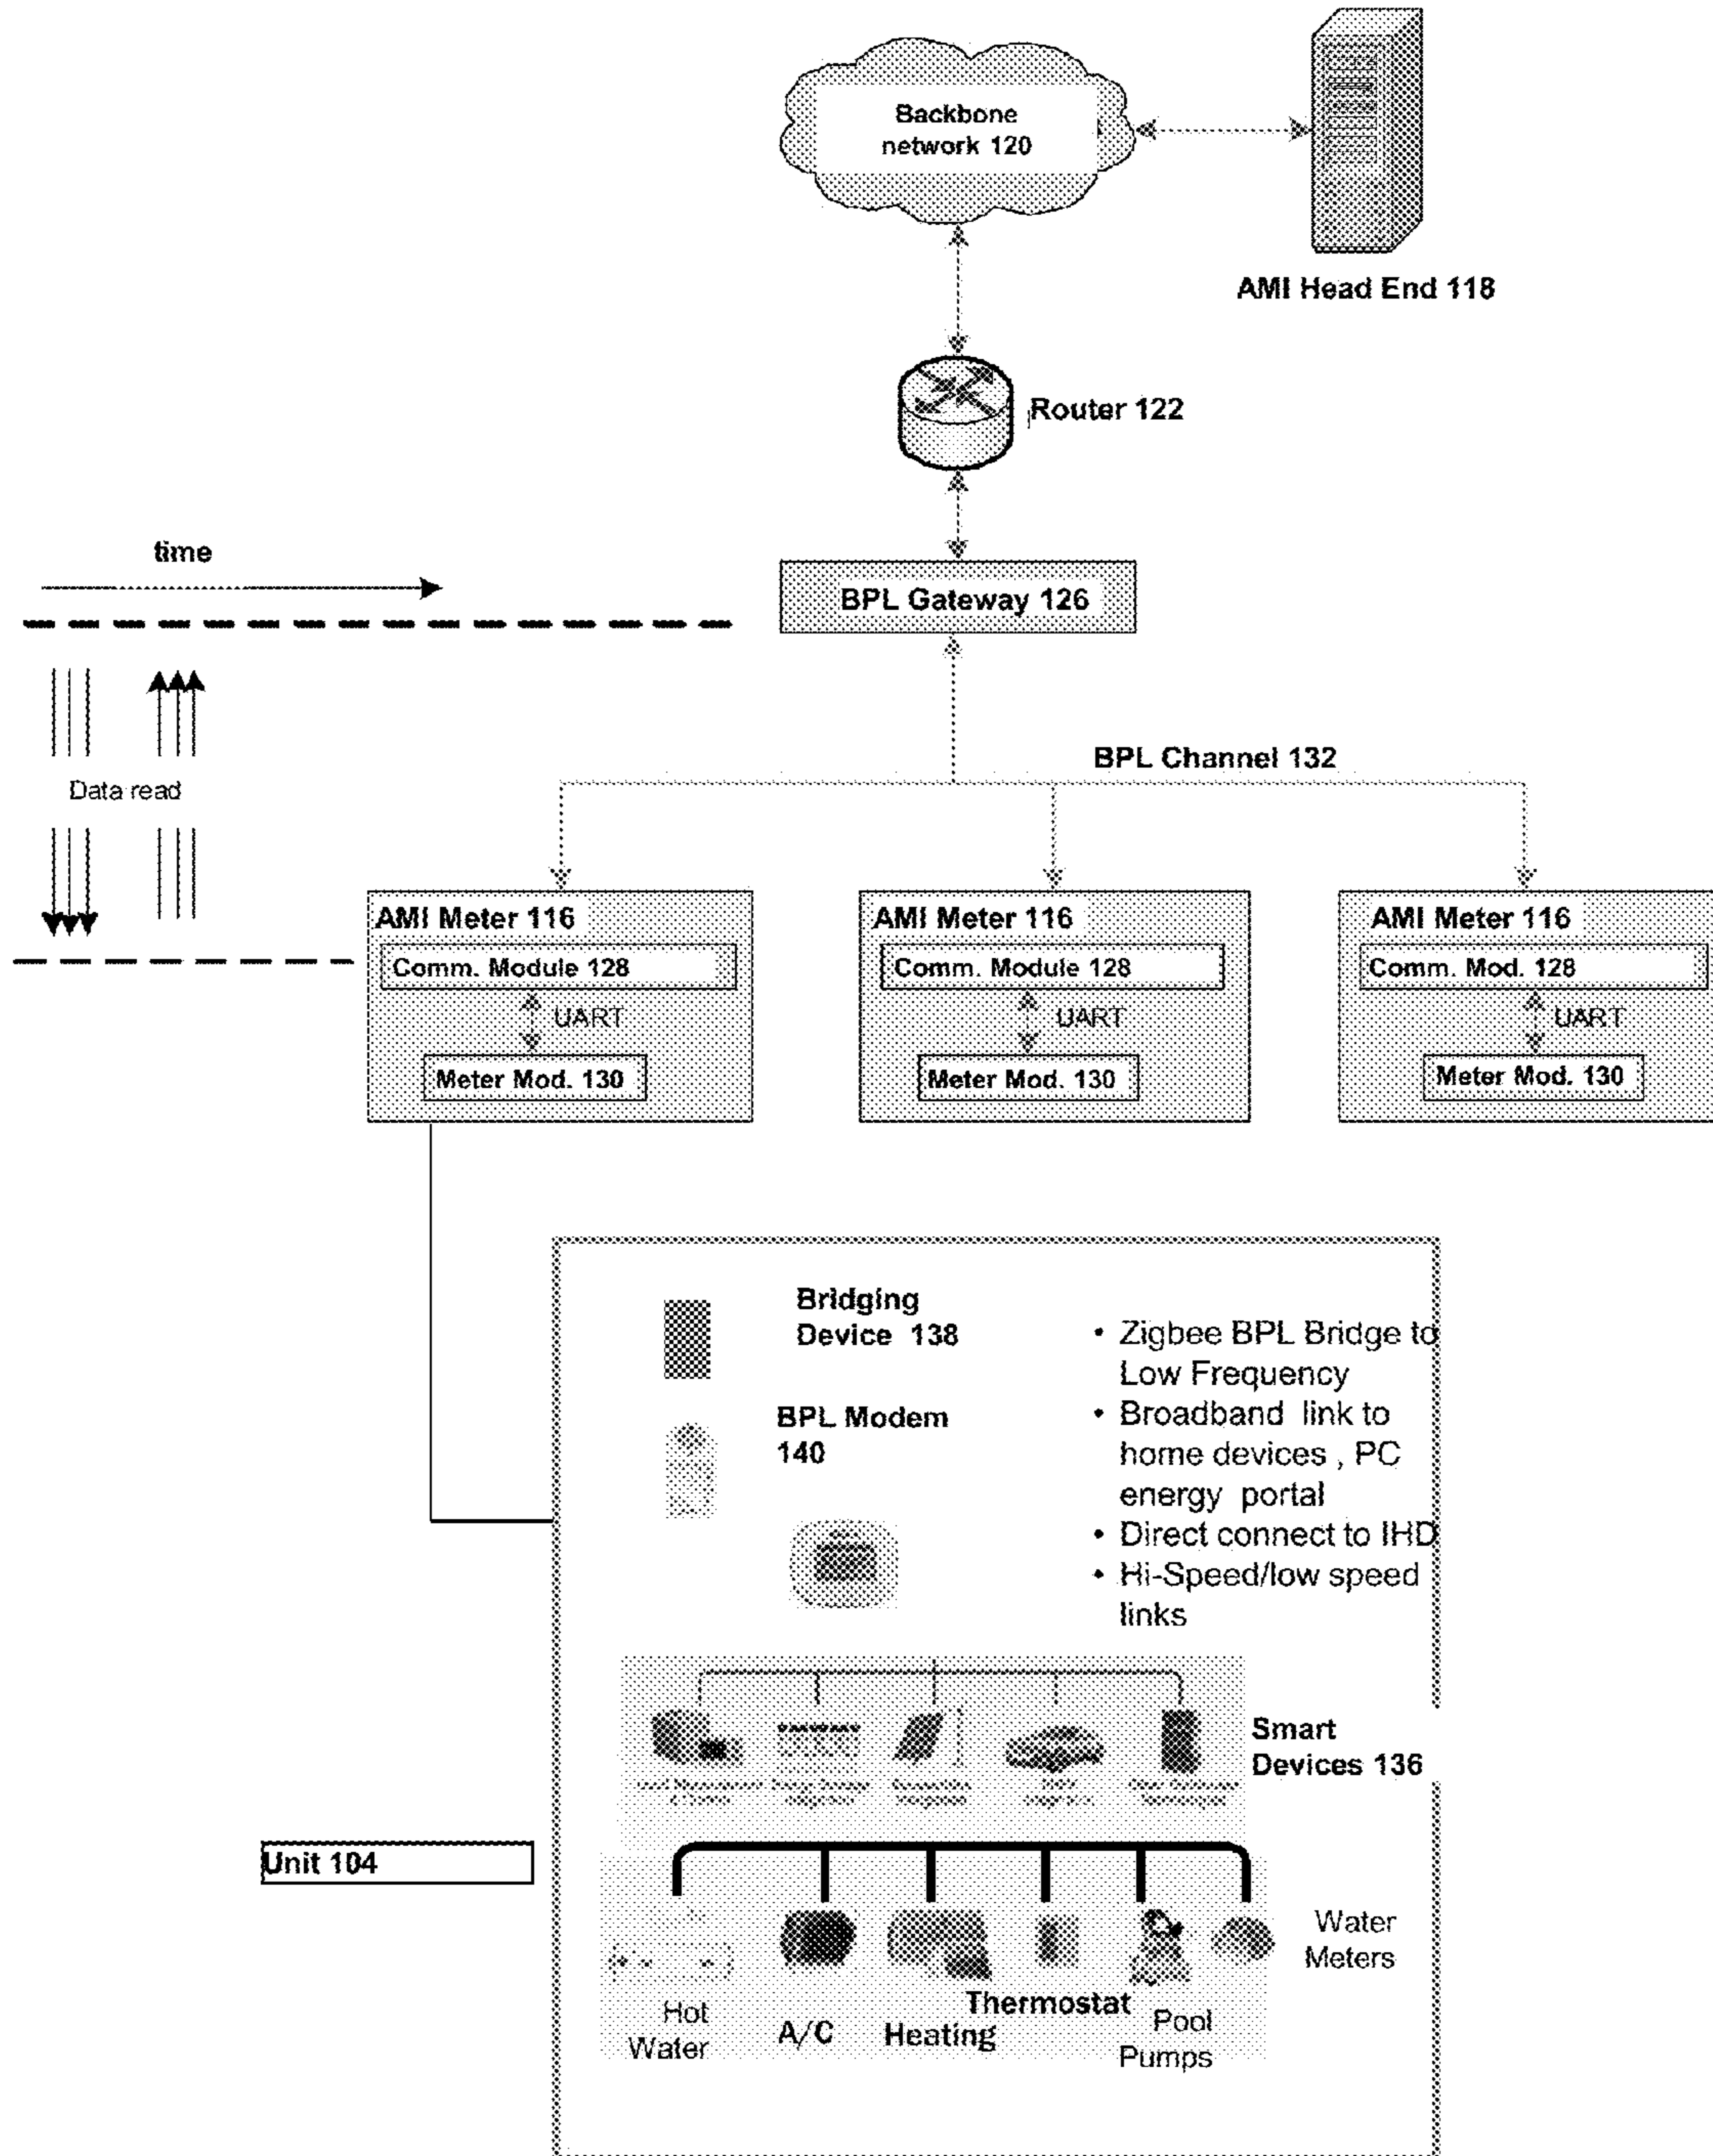 Backbone
network 120
AMI Head End 118
Router 122
time
BPL Gateway 126
Data read
BPL Channel 132
AMI Meter 116
Comm. Module 128
UART
Meter Mod. 130
AMI Meter 116
Comm. Module 128
UART
Meter Mod. 130
AMI Meter 116
Comm. Mod. 128
UART
Meter Mod. 130
Bridging
Device 138
BPL Modem
140
• Zigbee BPL Bridge to
Low Frequency
• Broadband link to
home devices , PC
energy portal
• Direct connect to IHD
• Hi-Speed/low speed
links
Smart
Devices 136
Unit 104
Hot
Water
A/C
Heating
Thermostat
Pool
Pumps
Water
Meters